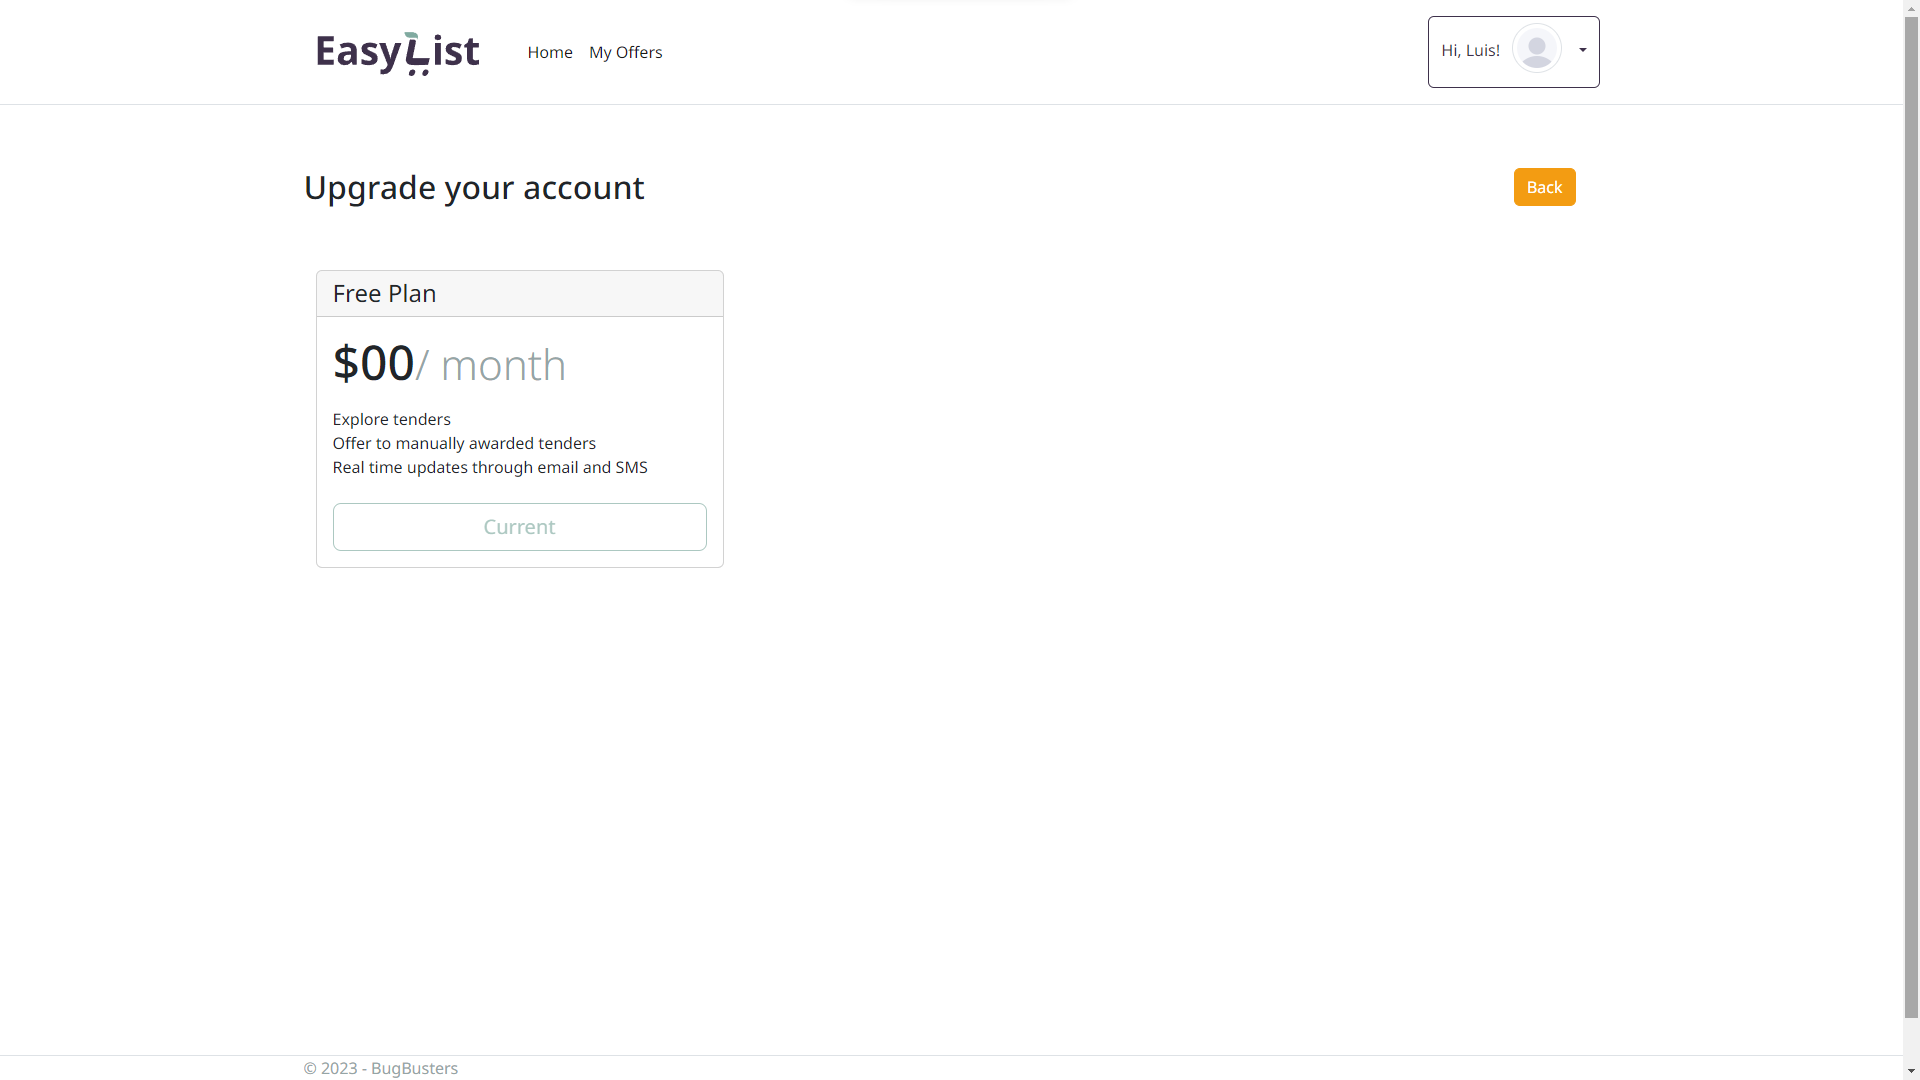 EasyList
Home
My Offers
Hi, Luis!
Upgrade your account
Back
Free Plan
$00/ month
Explore tenders
Offer to manually awarded tenders
Real time updates through email and SMS
Current
© 2023 - BugBusters